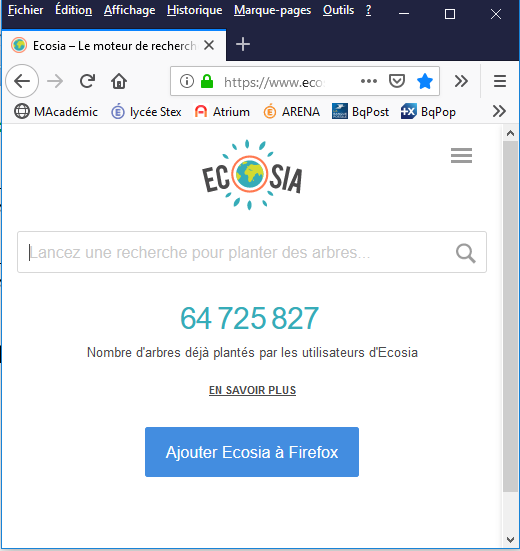 Fichier Édition Affichage Historique Marque-pages Outils ?
Ecosia – Le moteur de recherch
https://www.eco
MAcadémic lycée Stex Atrium ARENA BqPost BqPop
ECOSIA
Lancez une recherche pour planter des arbres...
64 725 827
Nombre d'arbres déjà plantés par les utilisateurs d'Ecosia
EN SAVOIR PLUS
Ajouter Ecosia à Firefox